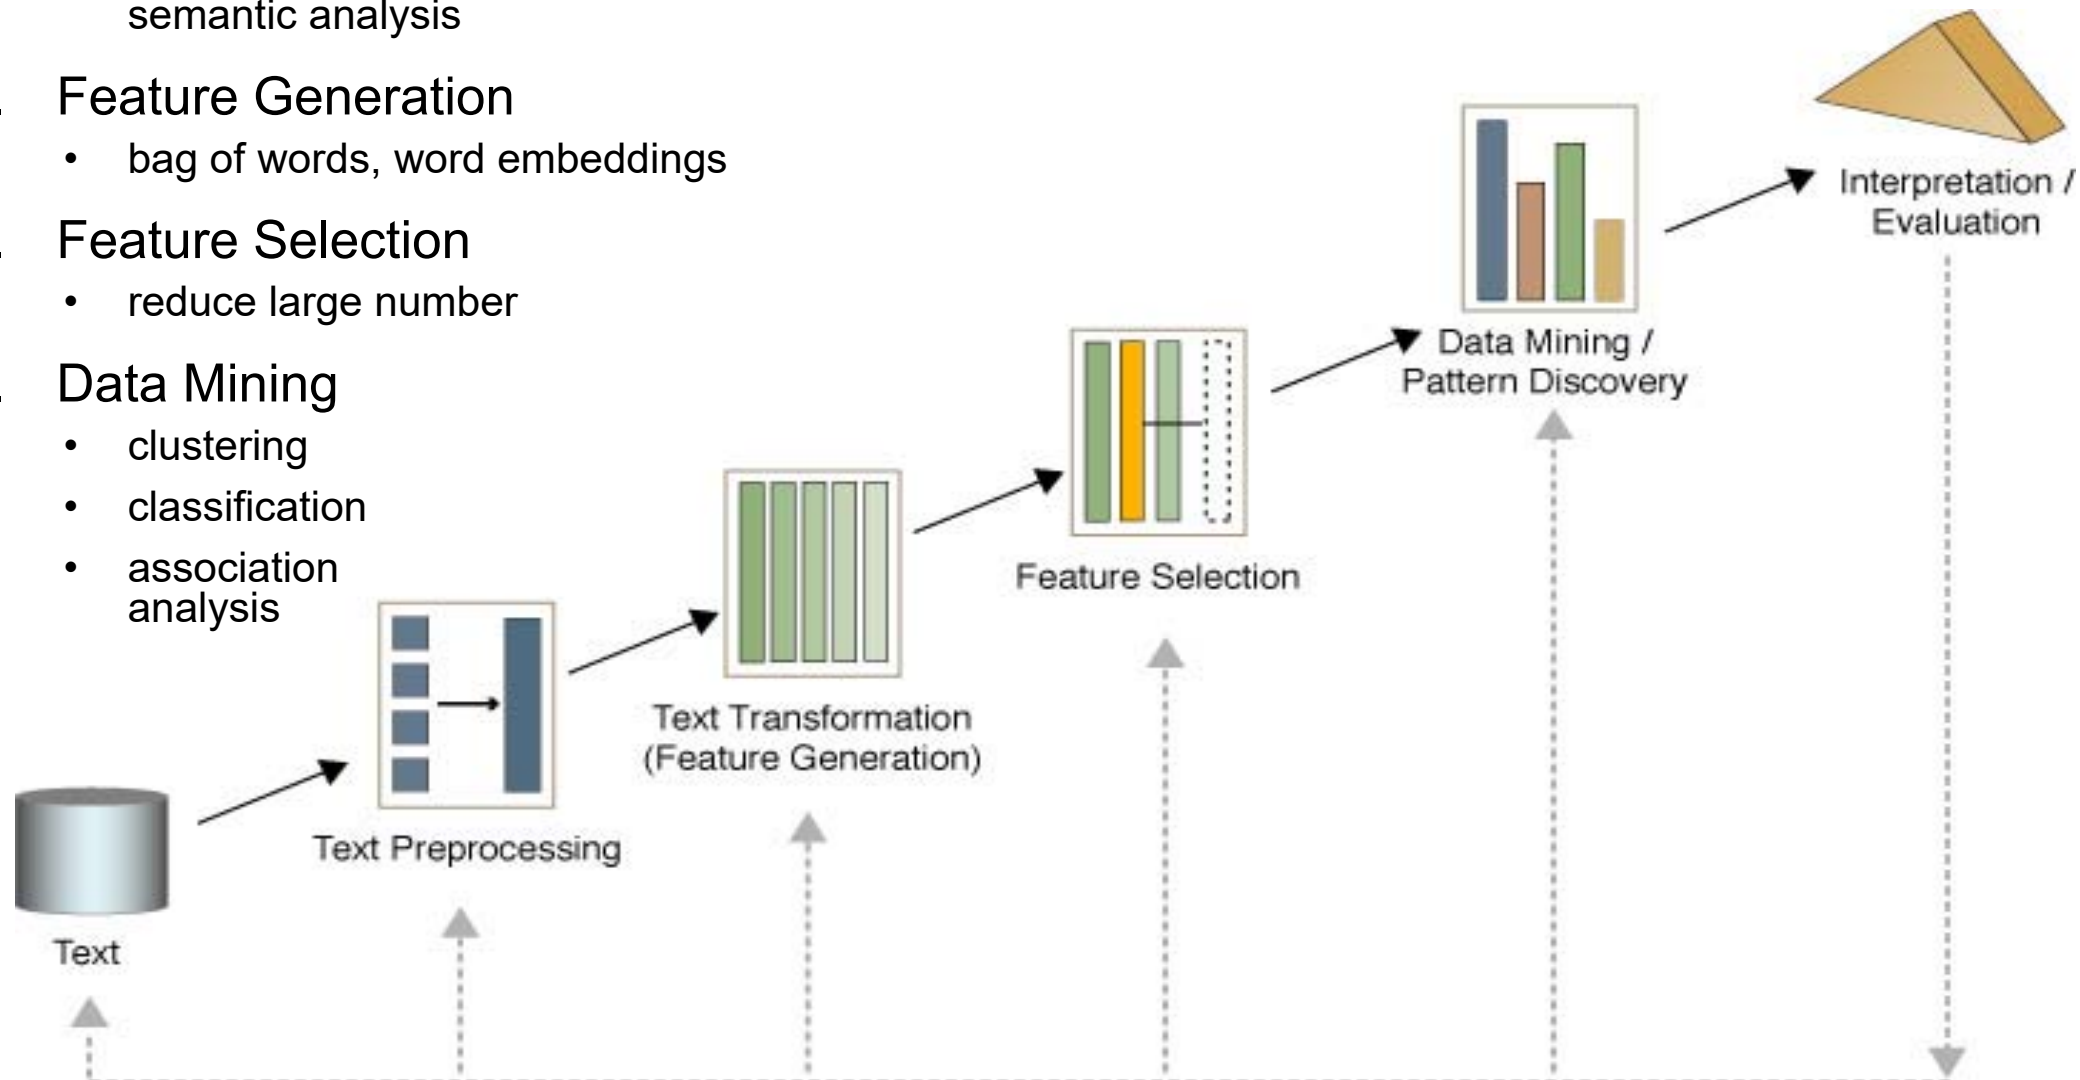 semantic analysis
. Feature Generation
• bag of words, word embeddings
. Feature Selection
• reduce large number
. Data Mining
• clustering
• classification
• association
analysis
Interpretation /
Evaluation
Data Mining /
Pattern Discovery
Feature Selection
Text Transformation
(Feature Generation)
Text Preprocessing
Text